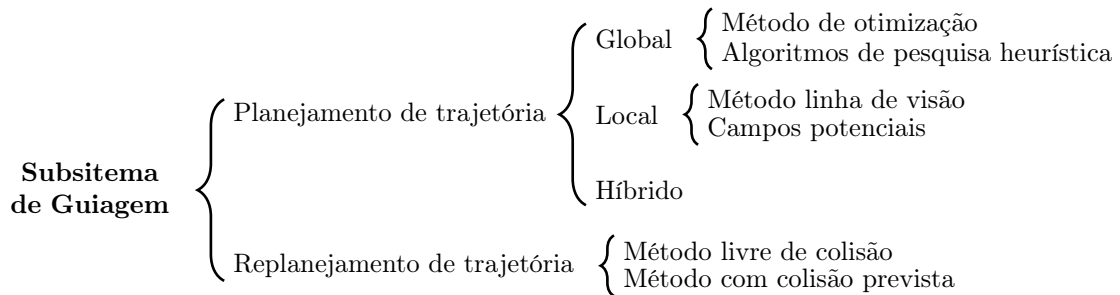 Subsitema
de Guiagem
Planejamento de trajetória
Global
Método de otimização
Algoritmos de pesquisa heurística
Local
Método linha de visão
Campos potenciais
Híbrido
Replanejamento de trajetória
Método livre de colisão
Método com colisão prevista